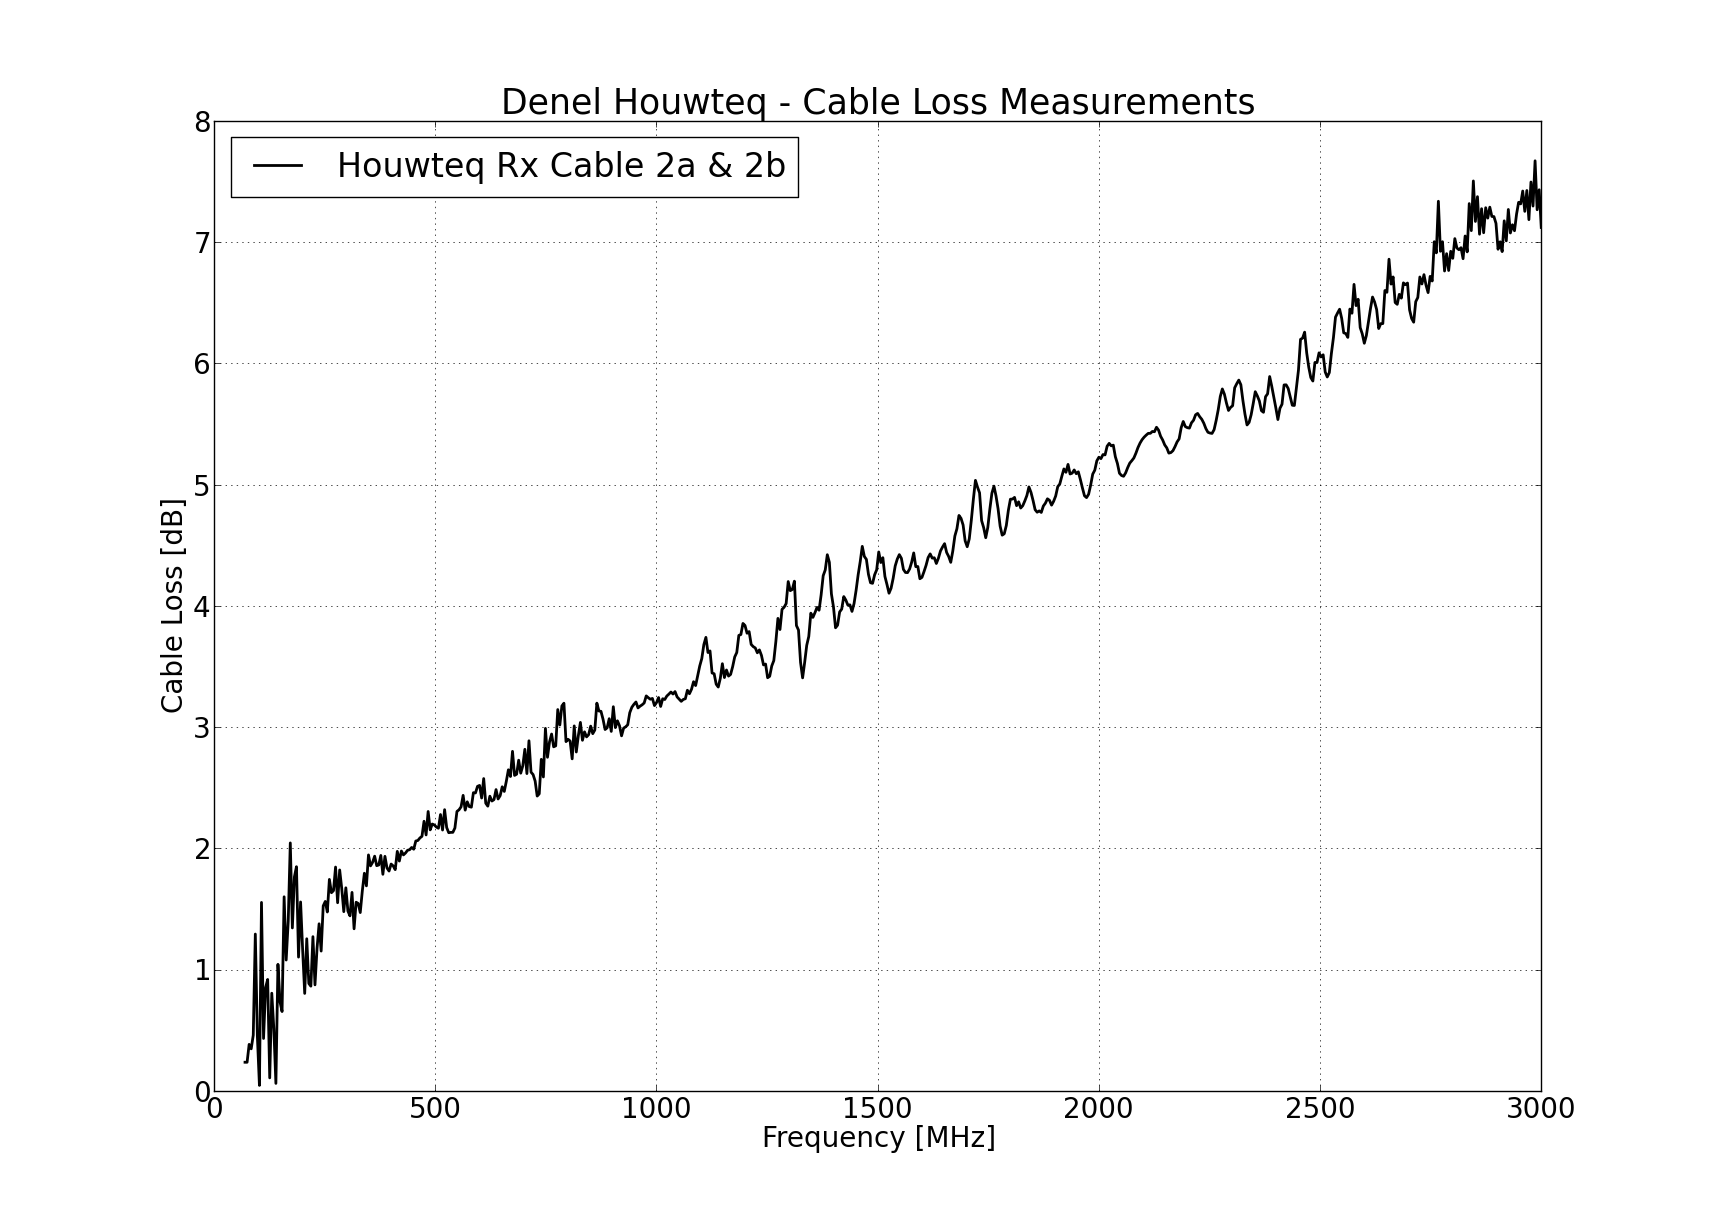 Denel Houwteq - Cable Loss Measurements
Houwteq Rx Cable 2a & 2b
8
7
6
5
4
3
2
1
0
Cable Loss [dB]
0 500 1000 1500 2000 2500 3000
Frequency [MHz]